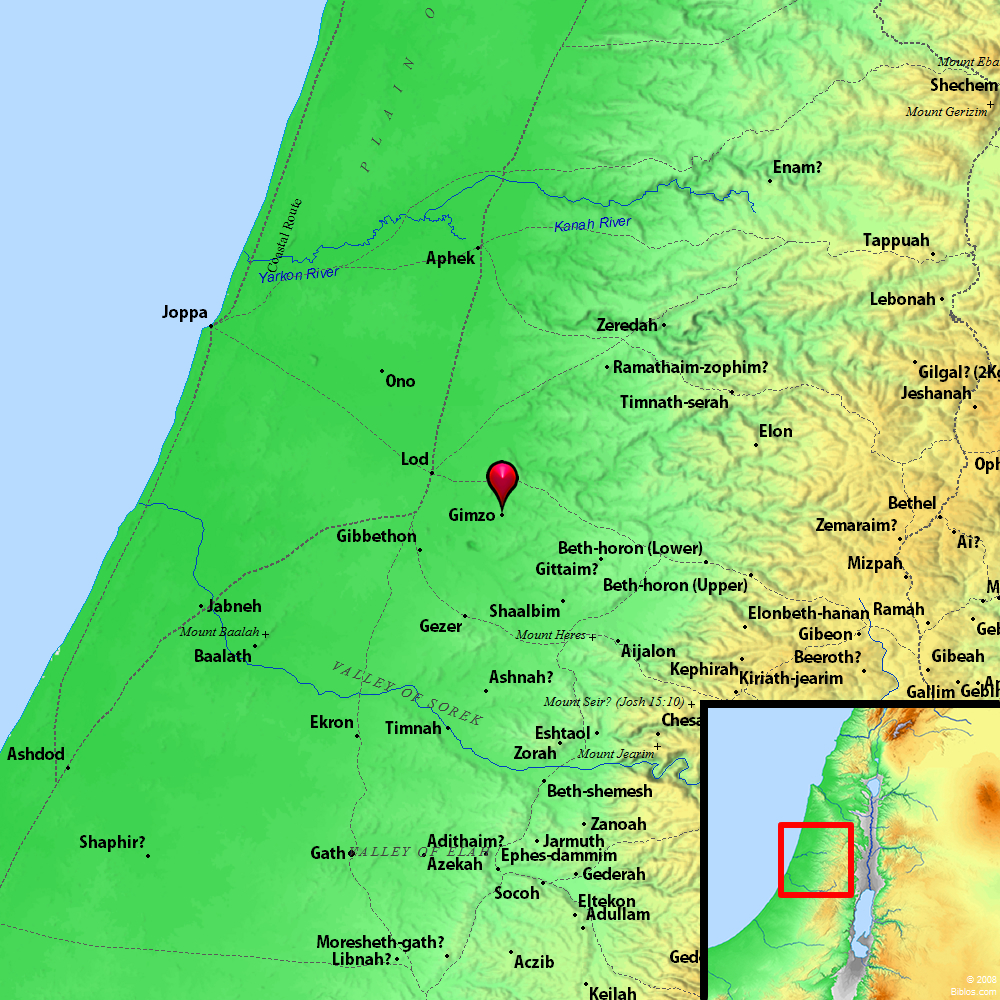 PLAIN O
Mount Eba
Shechem
Mount Gerizim
Enam?
Coastal Route
Kanah River
Tappuah
Aphek
Yarkon River
Lebonah
Joppa
Zeredah
Ramathaim-zophim?
Gilgal? (2K
Ono
Jeshanah
Timnath-serah
Elon
Lod
Oph
Bethel
Gimzo
Zemaraim?
Gibbethon
Ai?
Beth-horon (Lower)
Mizpah
Gittaim?
Beth-horon (Upper)
M
Jabneh
Shaalbim
Elonbeth-hanan
Ramah
Gezer
Mount Baalah
Mount Heres
Gibeon
Geb
Baalath
Aijalon
Beeroth?
Gibeah
Kephirah
Ashnah?
Kiriath-jearim
VALLEY OF SOREK
Gallim
Gebi
Ap
Mount Seir? (Josh 15:10)
Ekron
Timnah
Chesa
Eshtaol
Zorah
Mount Jearim
Ashdod
Beth-shemesh
Zanoah
Shaphir?
Adithaim?
Jarmuth
Gath
VALLEY OF ELAH
Ephes-dammim
Azekah
Gederah
Socoh
Eltekon
Adullam
Moresheth-gath?
Libnah?
Aczib
Ged
Keilah
© 2008
Biblos.com